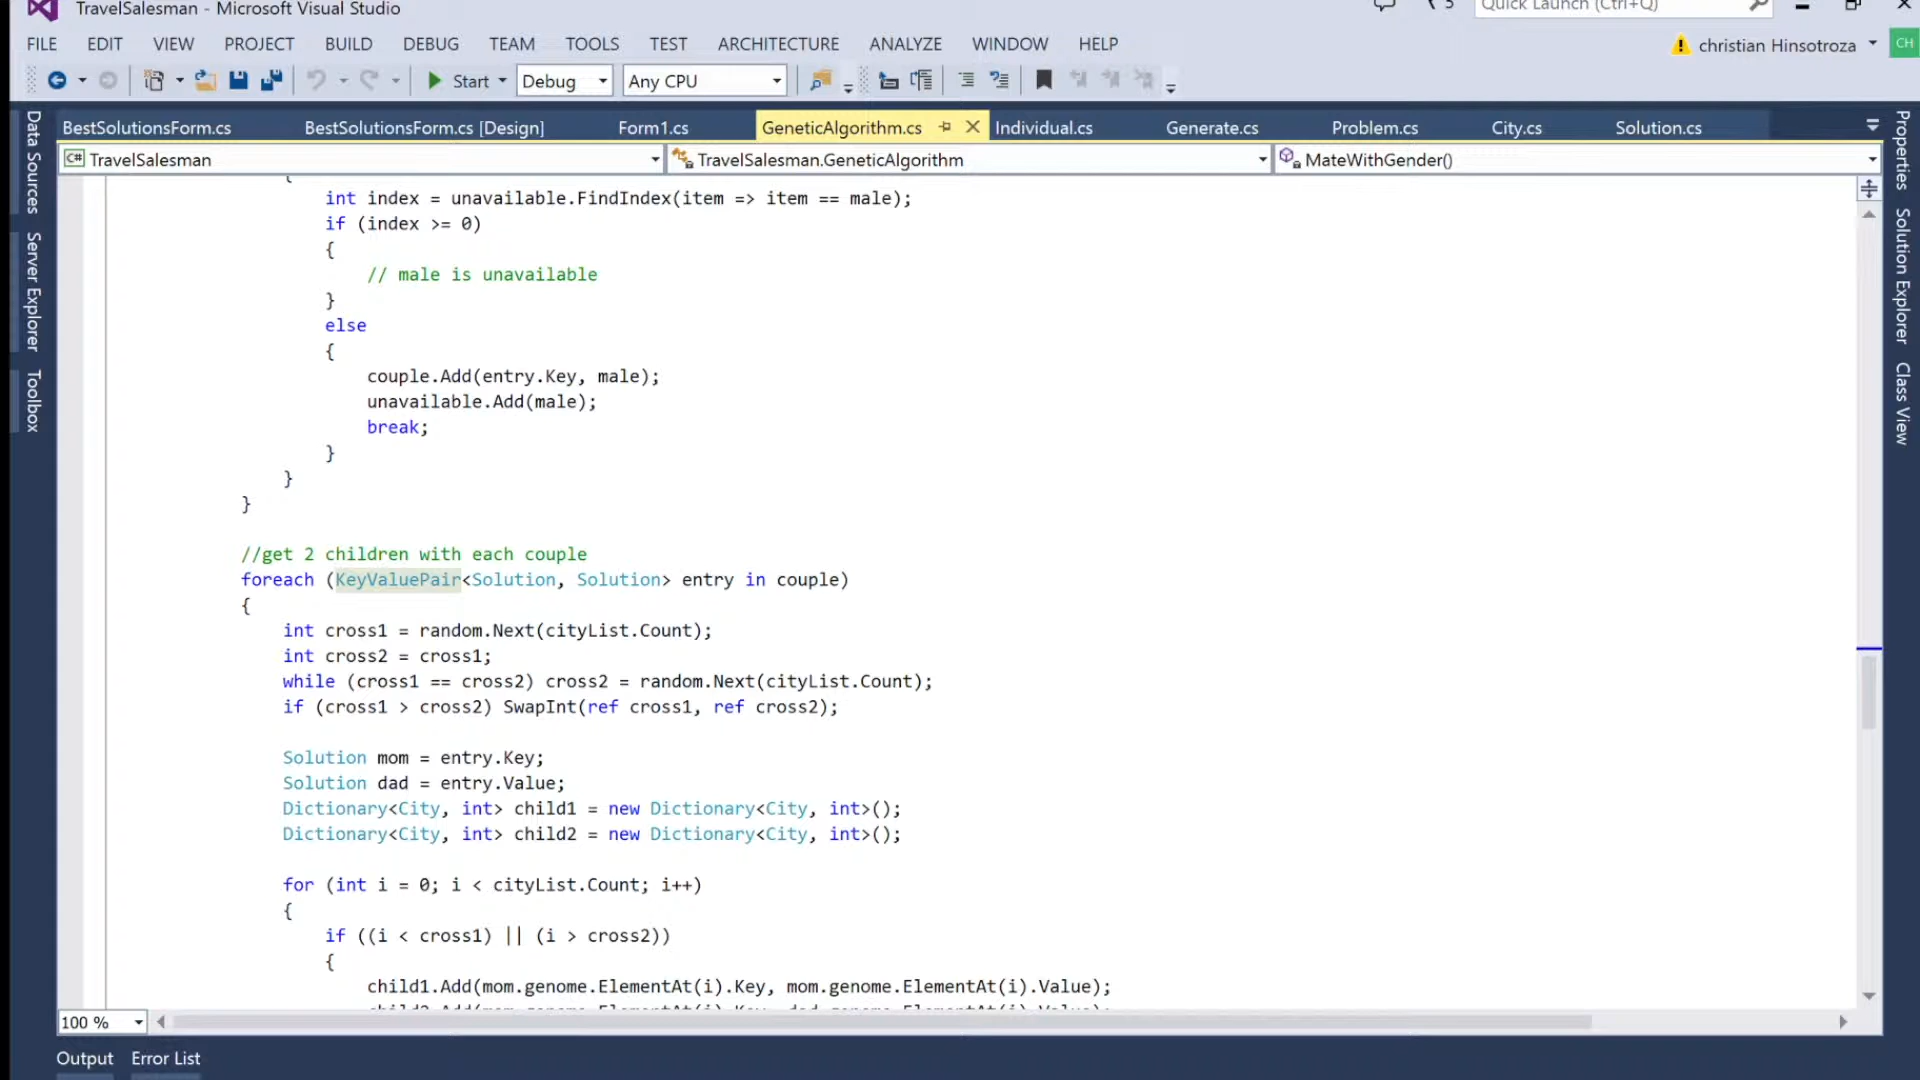 TravelSalesman - Microsoft Visual Studio
5
Quick Launch (Ctrl+Q)
FILE EDIT VIEW PROJECT BUILD DEBUG TEAM TOOLS TEST ARCHITECTURE ANALYZE WINDOW HELP
christian Hinsotroza
CH
Start Debug Any CPU
BestSolutionsForm.cs BestSolutionsForm.cs [Design] Form1.cs GeneticAlgorithm.cs Individual.cs Generate.cs Problem.cs City.cs Solution.cs
C# TravelSalesman TravelSalesman.GeneticAlgorithm MateWithGender()
Data Sources
Server Explorer
Toolbox
{
int index = unavailable.FindIndex(item => item == male);
if (index >= 0)
{
// male is unavailable
}
else
{
couple.Add(entry.Key, male);
unavailable.Add(male);
break;
}
}
}
//get 2 children with each couple
foreach (KeyValuePair<Solution, Solution> entry in couple)
{
int cross1 = random.Next(cityList.Count);
int cross2 = cross1;
while (cross1 == cross2) cross2 = random.Next(cityList.Count);
if (cross1 > cross2) SwapInt(ref cross1, ref cross2);
Solution mom = entry.Key;
Solution dad = entry.Value;
Dictionary<City, int> child1 = new Dictionary<City, int>();
Dictionary<City, int> child2 = new Dictionary<City, int>();
for (int i = 0; i < cityList.Count; i++)
{
if ((i < cross1) || (i > cross2))
{
child1.Add(mom.genome.ElementAt(i).Key, mom.genome.ElementAt(i).Value);
Properties
Solution Explorer
Class View
100 %
Output Error List